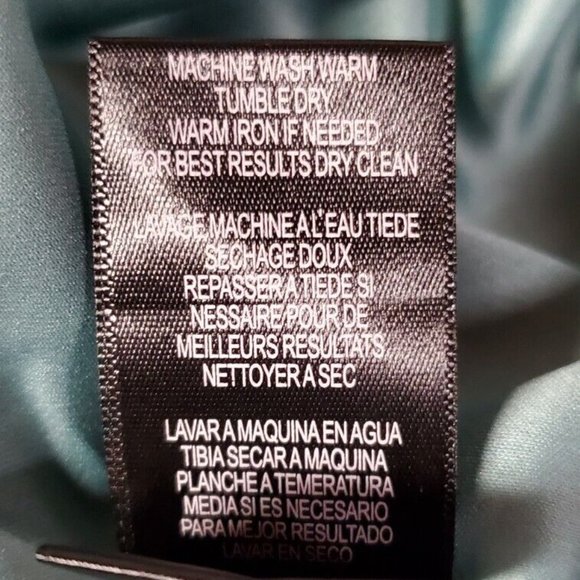 MACHINE WASH WARM
TUMBLE DRY
WARM IRON IF NEEDED
FOR BEST RESULTS DRY CLEAN
LAVAGE MACHINE A L'EAU TIEDE
SECHAGE DOUX
REPASSER A TIEDE SI
NESSAIRE POUR DE
MEILLEURS RESULTATS
NETTOYER A SEC
LAVAR A MAQUINA EN AGUA
TIBIA SECAR A MAQUINA
PLANCHE A TEMERATURA
MEDIA SI ES NECESARIO
PARA MEJOR RESULTADO
LAVAR EN SECO